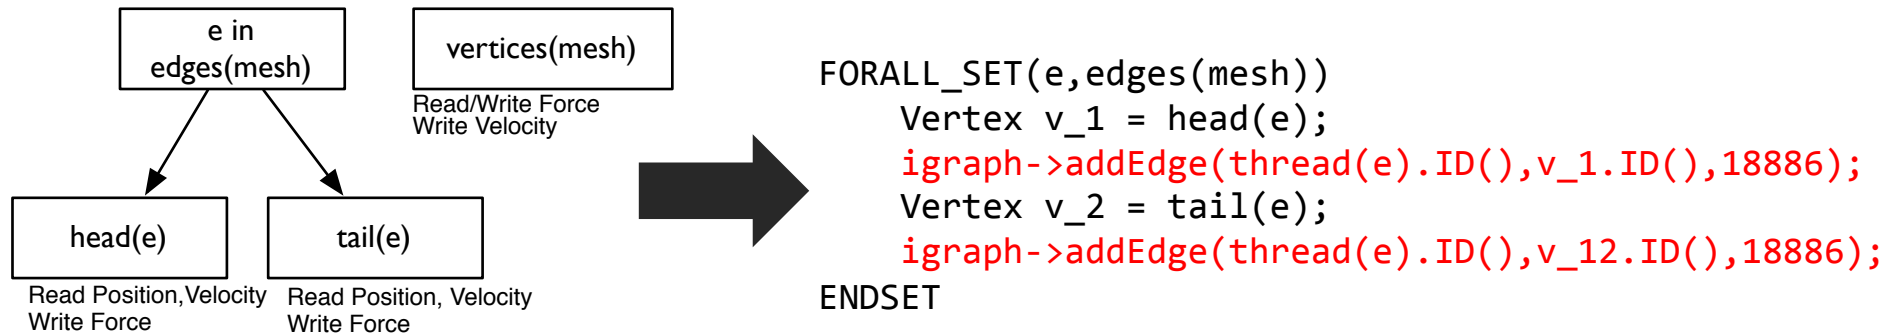 e in
edges(mesh)
vertices(mesh)
Read/Write Force
Write Velocity
head(e)
tail(e)
Read Position,Velocity
Write Force
Read Position, Velocity
Write Force
FORALL_SET(e,edges(mesh))
Vertex v_1 = head(e);
igraph->addEdge(thread(e).ID(),v_1.ID(),18886);
Vertex v_2 = tail(e);
igraph->addEdge(thread(e).ID(),v_12.ID(),18886);
ENDSET